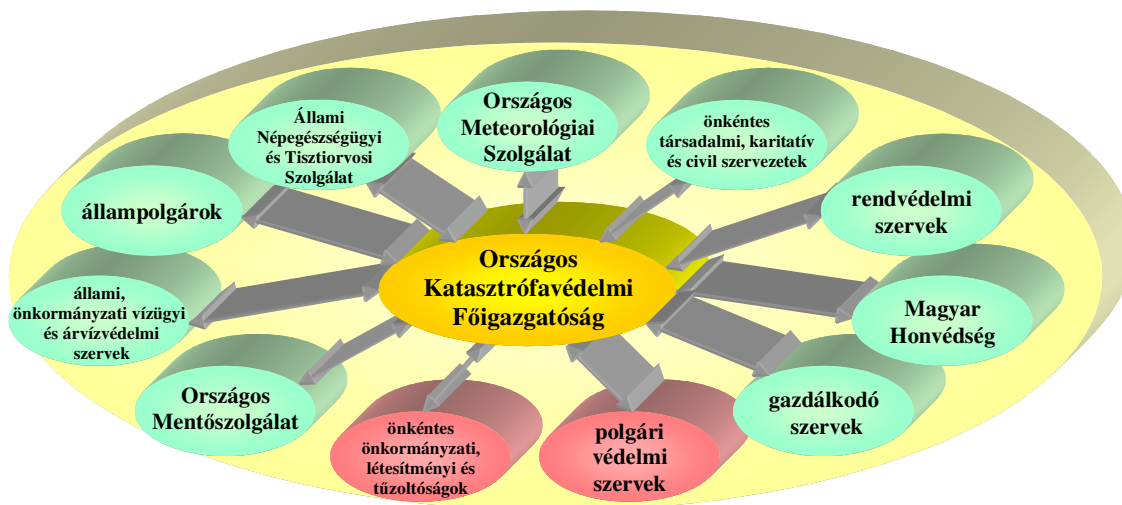 Állami
Népegészségügyi
és Tisztiorvosi
Szolgálat
Országos
Meteorológiai
Szolgálat
önkéntes
társadalmi, karitatív
és civil szervezetek
állampolgárok
rendvédelmi
szervek
Országos
Katasztrófavédelmi
Főigazgatóság
állami,
önkormányzati vízügyi
és árvízvédelmi
szervek
Magyar
Honvédség
Országos
Mentőszolgálat
önkéntes
önkormányzati,
létesítményi és
tűzoltóságok
polgári
védelmi
szervek
gazdálkodó
szervek